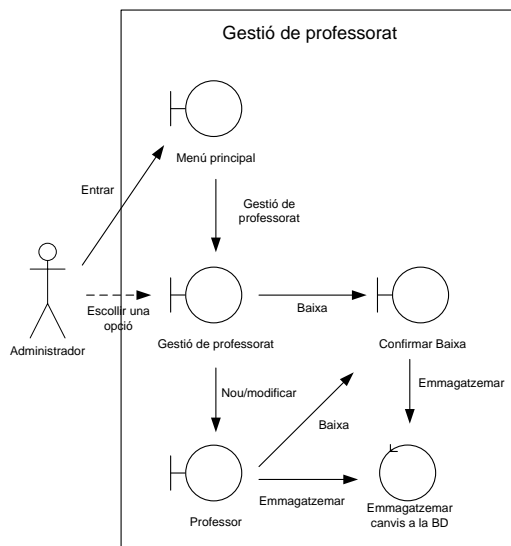 Gestió de professorat
Menú principal
Entrar
Gestió de
professorat
Escollir una
opció
Administrador
Gestió de professorat
Baixa
Confirmar Baixa
Nou/modificar
Baixa
Emmagatzemar
Professor
Emmagatzemar
Emmagatzemar
canvis a la BD